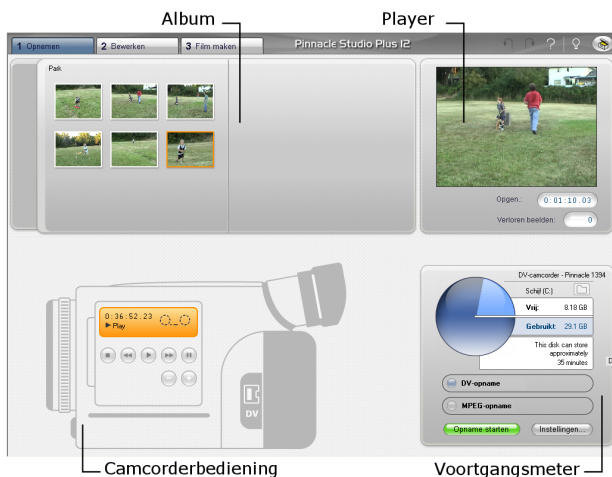 Album
Player
1 Opnemen
2 Bewerken
3 Film maken
Pinnacle Studio Plus 12
Park
Opgen.: 0:01:10.03
Verloren beelden: 0
0:36:52.23
Play
DV
DV-camcorder - Pinnacle 1394
Schijf (C:)
Vrij: 8.18 GB
Gebruikt: 29.1 GB
This disk can store
approximately
35 minutes
DV-opname
MPEG-opname
Opname starten
Instellingen...
Camcorderbediening
Voortgangsmeter